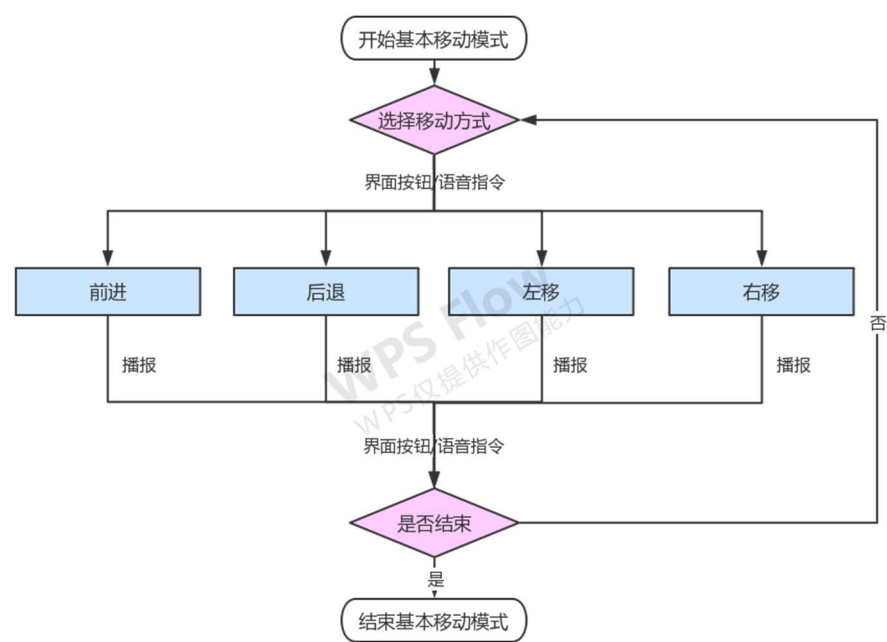 开始基本移动模式
选择移动方式
界面按钮/语音指令
前进
后退
左移
右移
否
播报
播报
播报
播报
WPS Flow
WPS仅提供作图能力
界面按钮/语音指令
是否结束
是
结束基本移动模式